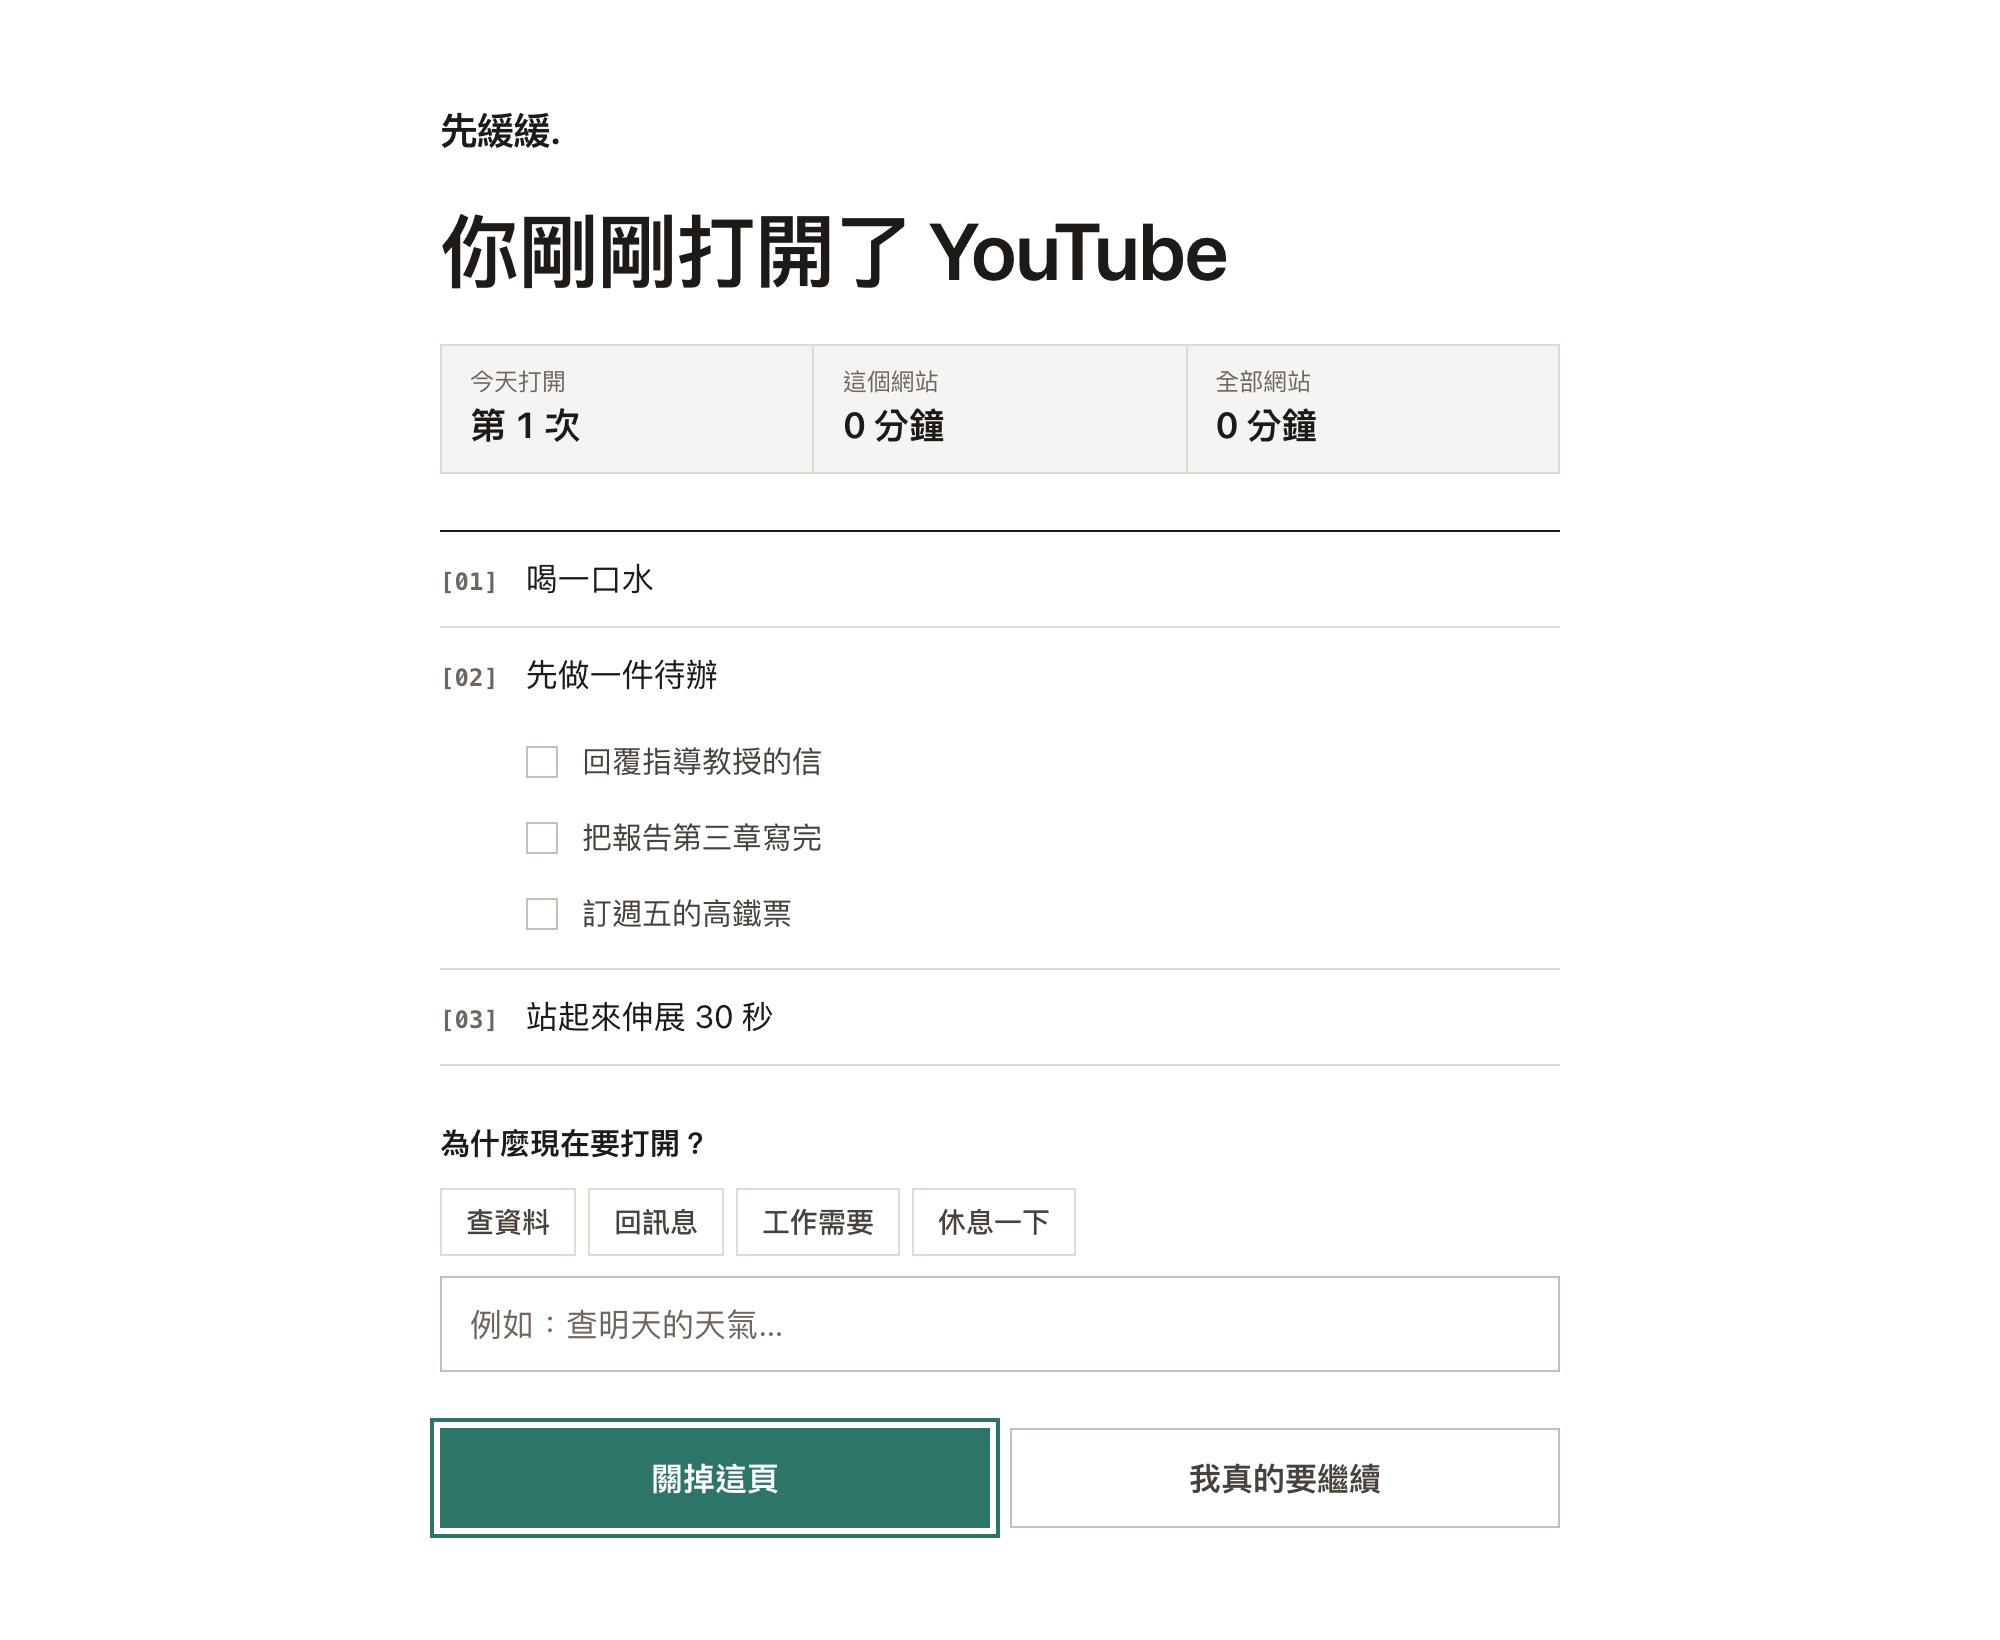 先緩緩.
你剛剛打開了 YouTube
今天打開
第 1 次
這個網站
0 分鐘
全部網站
0 分鐘
[01] 喝一口水
[02] 先做一件待辦
回覆指導教授的信
把報告第三章寫完
訂週五的高鐵票
[03] 站起來伸展 30 秒
為什麼現在要打開？
查資料
回訊息
工作需要
休息一下
例如：查明天的天氣...
關掉這頁
我真的要繼續